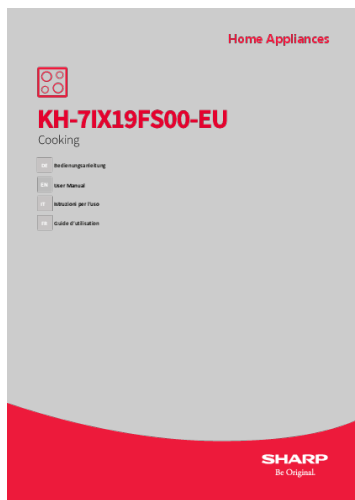 Home Appliances
KH-7IX19FS00-EU
Cooking
DE Bedienungsanleitung
EN User Manual
IT Istruzioni per l'uso
FR Guide d'utilisation
SHARP
Be Original.